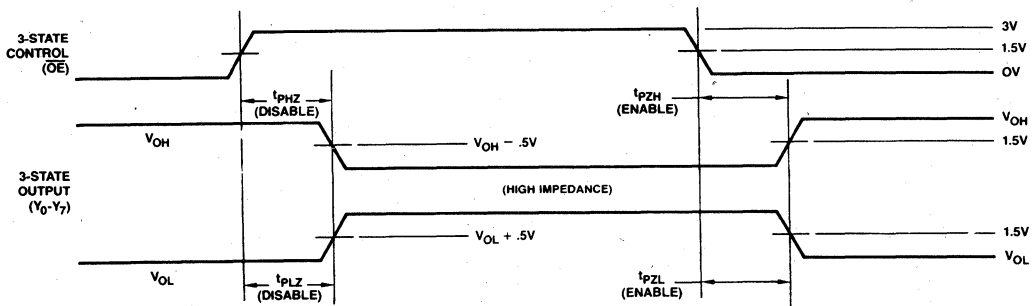 3-STATE
CONTROL
(OE)
3V
1.5V
OV
tPHZ
(DISABLE)
tPZH
(ENABLE)
VOH
VOH
1.5V
VOH – .5V
3-STATE
OUTPUT
(Y0-Y7)
(HIGH IMPEDANCE)
VOL + .5V
1.5V
VOL
VOL
tPLZ
(DISABLE)
tPZL
(ENABLE)